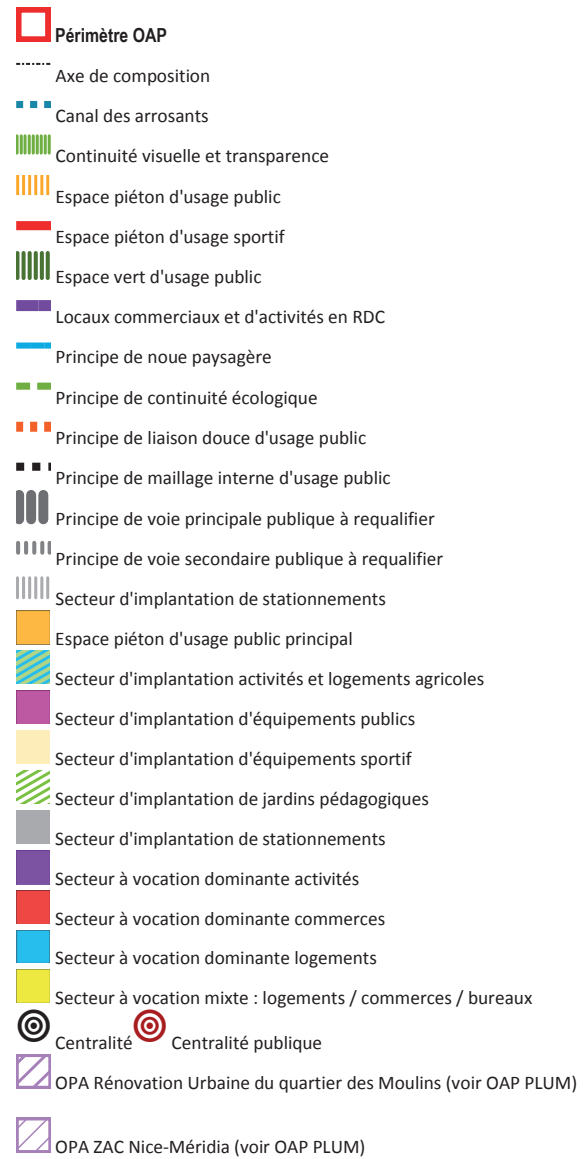 Périmètre OAP
Axe de composition
Canal des arrosants
Continuité visuelle et transparence
Espace piéton d'usage public
Espace piéton d'usage sportif
Espace vert d'usage public
Locaux commerciaux et d'activités en RDC
Principe de noue paysagère
Principe de continuité écologique
Principe de liaison douce d'usage public
Principe de maillage interne d'usage public
Principe de voie principale publique à requalifier
Principe de voie secondaire publique à requalifier
Secteur d'implantation de stationnements
Espace piéton d'usage public principal
Secteur d'implantation activités et logements agricoles
Secteur d'implantation d'équipements publics
Secteur d'implantation d'équipements sportif
Secteur d'implantation de jardins pédagogiques
Secteur d'implantation de stationnements
Secteur à vocation dominante activités
Secteur à vocation dominante commerces
Secteur à vocation dominante logements
Secteur à vocation mixte : logements / commerces / bureaux
Centralité Centralité publique
OPA Rénovation Urbaine du quartier des Moulins (voir OAP PLUM)
OPA ZAC Nice-Méridia (voir OAP PLUM)